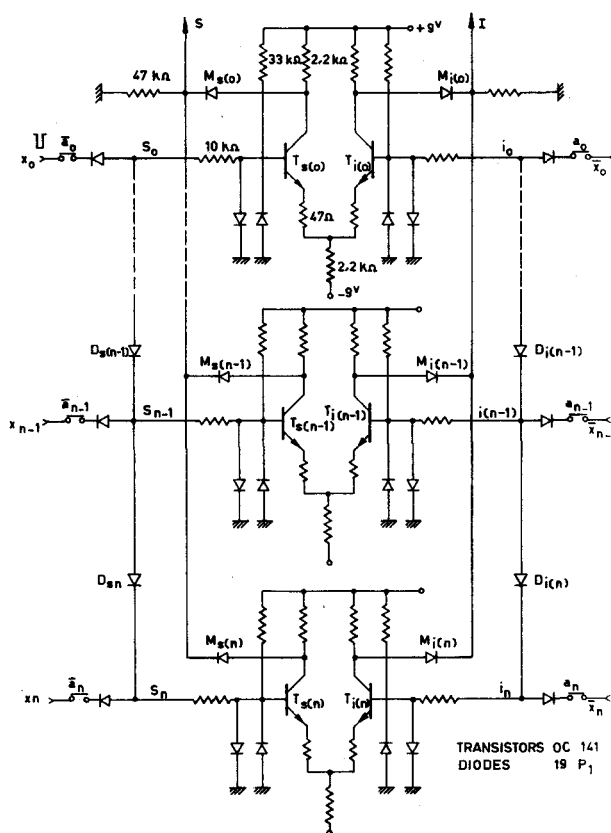 S
I
+9ᵛ
33 kΩ 2,2kΩ
47 kΩ
Ms(o)
Mi(o)
x₀ a̅₀ S₀ 10 kΩ i₀ a₀ x̅₀
Ts(o) Ti(o)
47Ω
2,2 kΩ
-9ᵛ
Ds(n-1) Di(n-1)
Ms(n-1) Mi(n-1)
xn-1 a̅n-1 Sn-1 i(n-1) an-1 x̅n-
Ts(n-1) Ti(n-1)
Dsn Di(n)
Ms(n) Mi(n)
xn a̅n Sn in an x̅n
Ts(n) Ti(n)
TRANSISTORS OC 141
DIODES 19 P₁